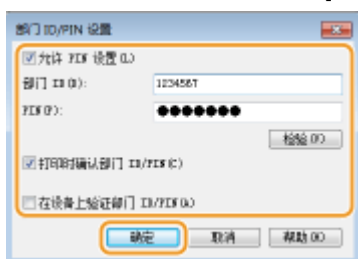 部门 ID/PIN 设置
允许 PIN 设置(L)
部门 ID(D): 1234567
PIN(P): ●●●●●●●
检验(V)
打印时确认部门 ID/PIN(C)
在设备上验证部门 ID/PIN(A)
确定 取消 帮助(H)